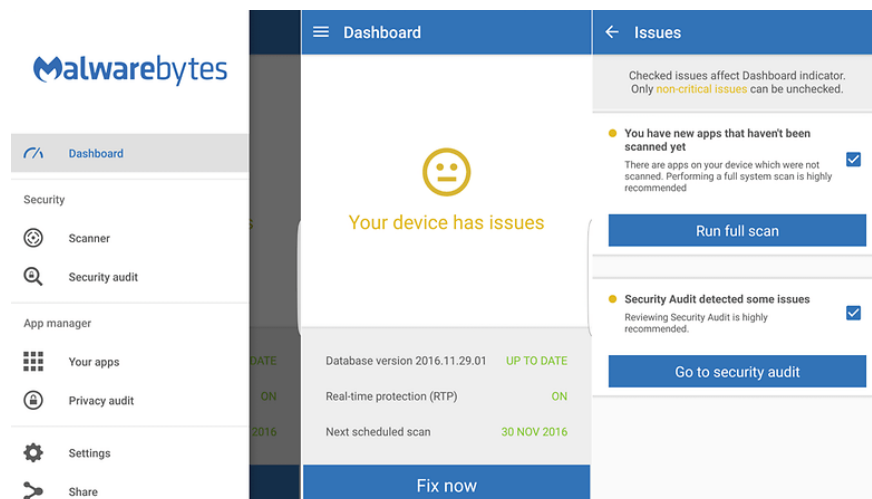 Malwarebytes
Dashboard
Security
Scanner
Security audit
App manager
Your apps
Privacy audit
Settings
Share
DATE
ON
2016
Dashboard
Your device has issues
Database version 2016.11.29.01 UP TO DATE
Real-time protection (RTP) ON
Next scheduled scan 30 NOV 2016
Fix now
Issues
Checked issues affect Dashboard indicator.
Only non-critical issues can be unchecked.
You have new apps that haven't been
scanned yet
There are apps on your device which were not
scanned. Performing a full system scan is highly
recommended
Run full scan
Security Audit detected some issues
Reviewing Security Audit is highly
recommended.
Go to security audit